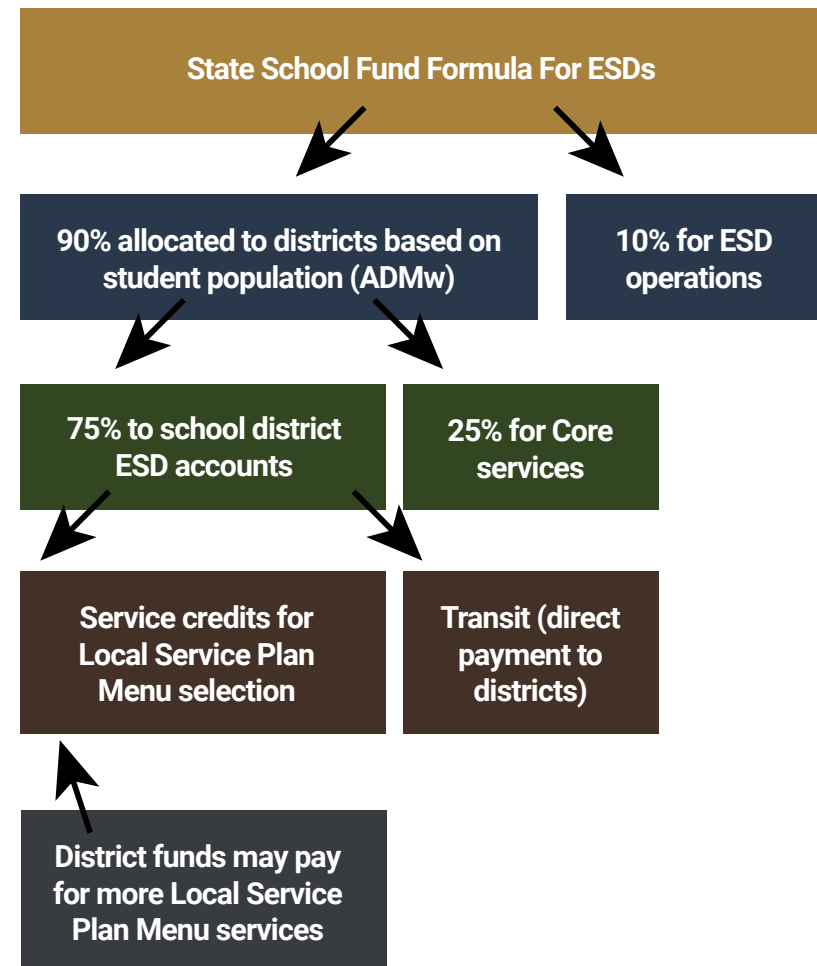 State School Fund Formula For ESDs
90% allocated to districts based on
student population (ADMw)
10% for ESD
operations
75% to school district
ESD accounts
25% for Core
services
Service credits for
Local Service Plan
Menu selection
Transit (direct
payment to
districts)
District funds may pay
for more Local Service
Plan Menu services